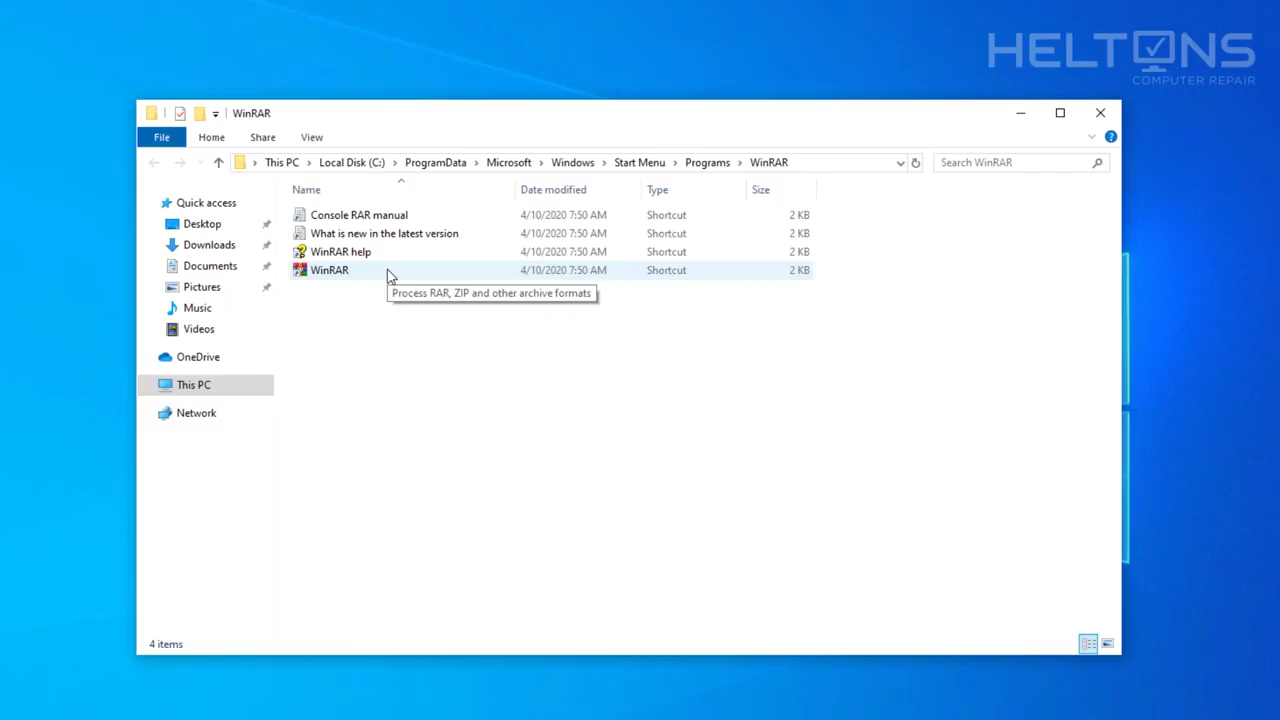 HELTONS
COMPUTER REPAIR
WinRAR
File Home Share View
This PC Local Disk (C:) ProgramData Microsoft Windows Start Menu Programs WinRAR
Search WinRAR
Name Date modified Type Size
Quick access
Desktop
Downloads
Documents
Pictures
Music
Videos
OneDrive
This PC
Network
Console RAR manual 4/10/2020 7:50 AM Shortcut 2 KB
What is new in the latest version 4/10/2020 7:50 AM Shortcut 2 KB
WinRAR help 4/10/2020 7:50 AM Shortcut 2 KB
WinRAR 4/10/2020 7:50 AM Shortcut 2 KB
Process RAR, ZIP and other archive formats
4 items